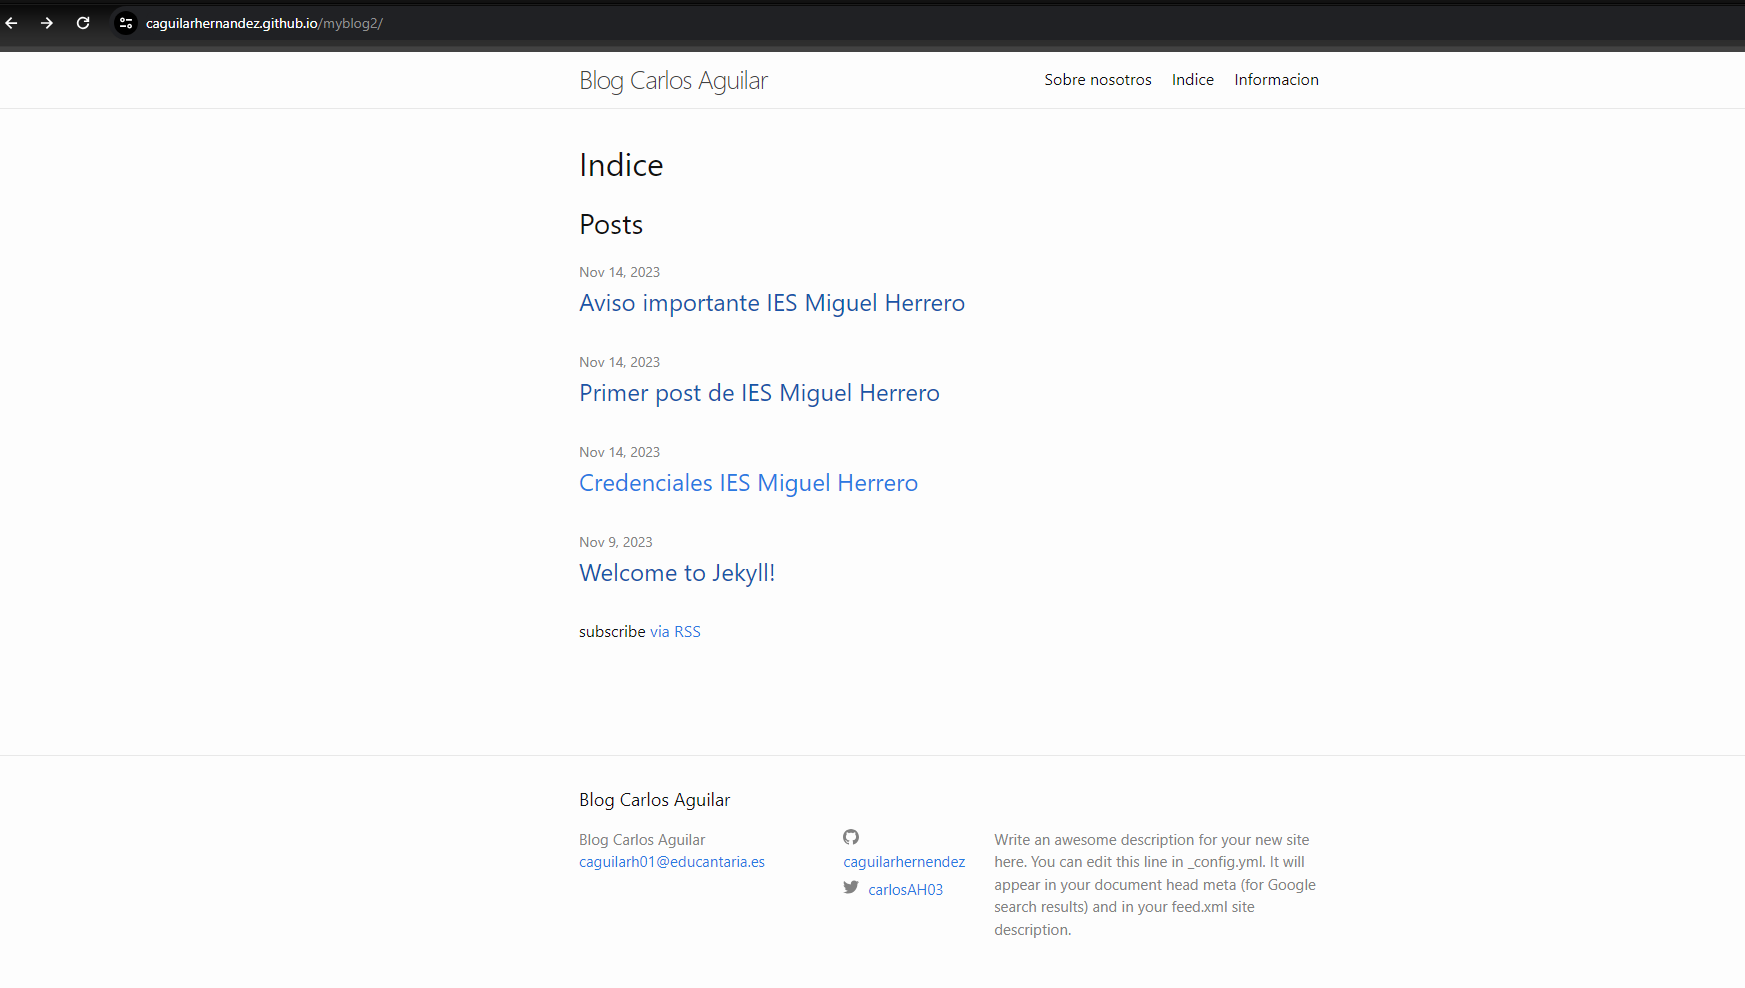 caguilarhernandez.github.io/myblog2/
Blog Carlos Aguilar
Sobre nosotros Indice Informacion
Indice
Posts
Nov 14, 2023
Aviso importante IES Miguel Herrero
Nov 14, 2023
Primer post de IES Miguel Herrero
Nov 14, 2023
Credenciales IES Miguel Herrero
Nov 9, 2023
Welcome to Jekyll!
subscribe via RSS
Blog Carlos Aguilar
Blog Carlos Aguilar
caguilarh01@educantaria.es
caguilarhernendez
carlosAH03
Write an awesome description for your new site
here. You can edit this line in _config.yml. It will
appear in your document head meta (for Google
search results) and in your feed.xml site
description.